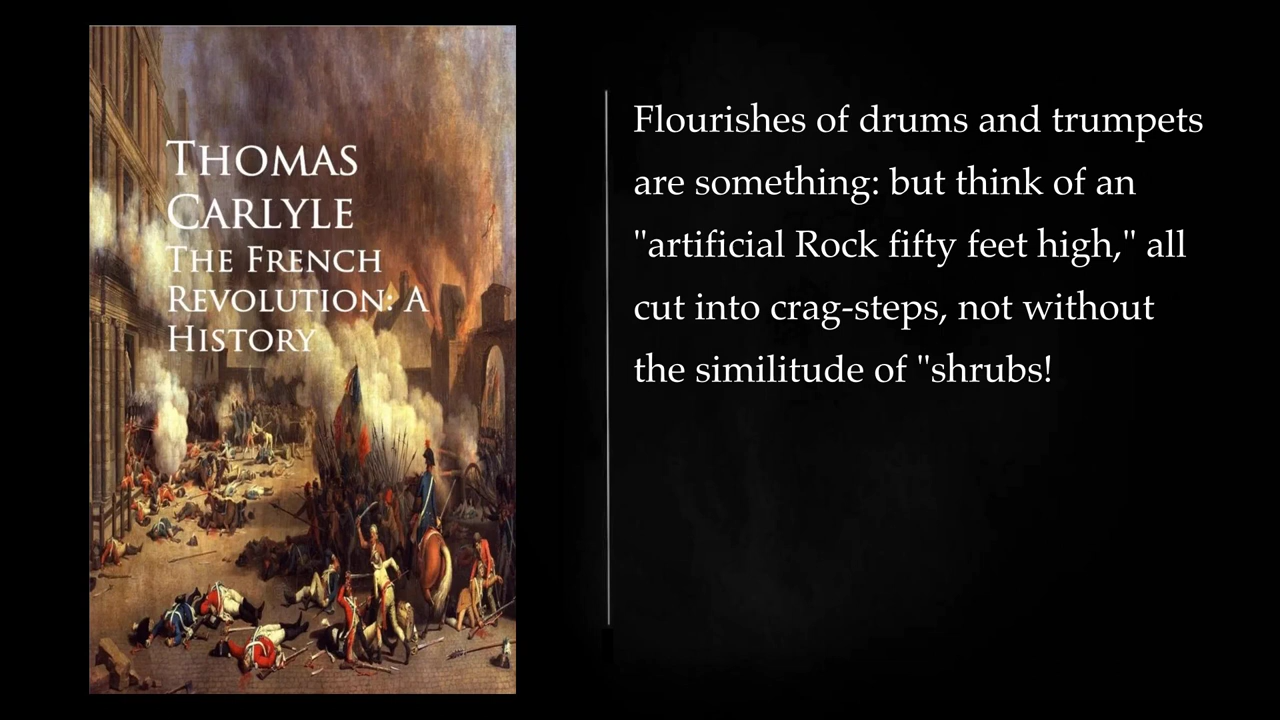 THOMAS
CARLYLE
THE FRENCH
REVOLUTION: A
HISTORY
Flourishes of drums and trumpets
are something: but think of an
"artificial Rock fifty feet high," all
cut into crag-steps, not without
the similitude of "shrubs!